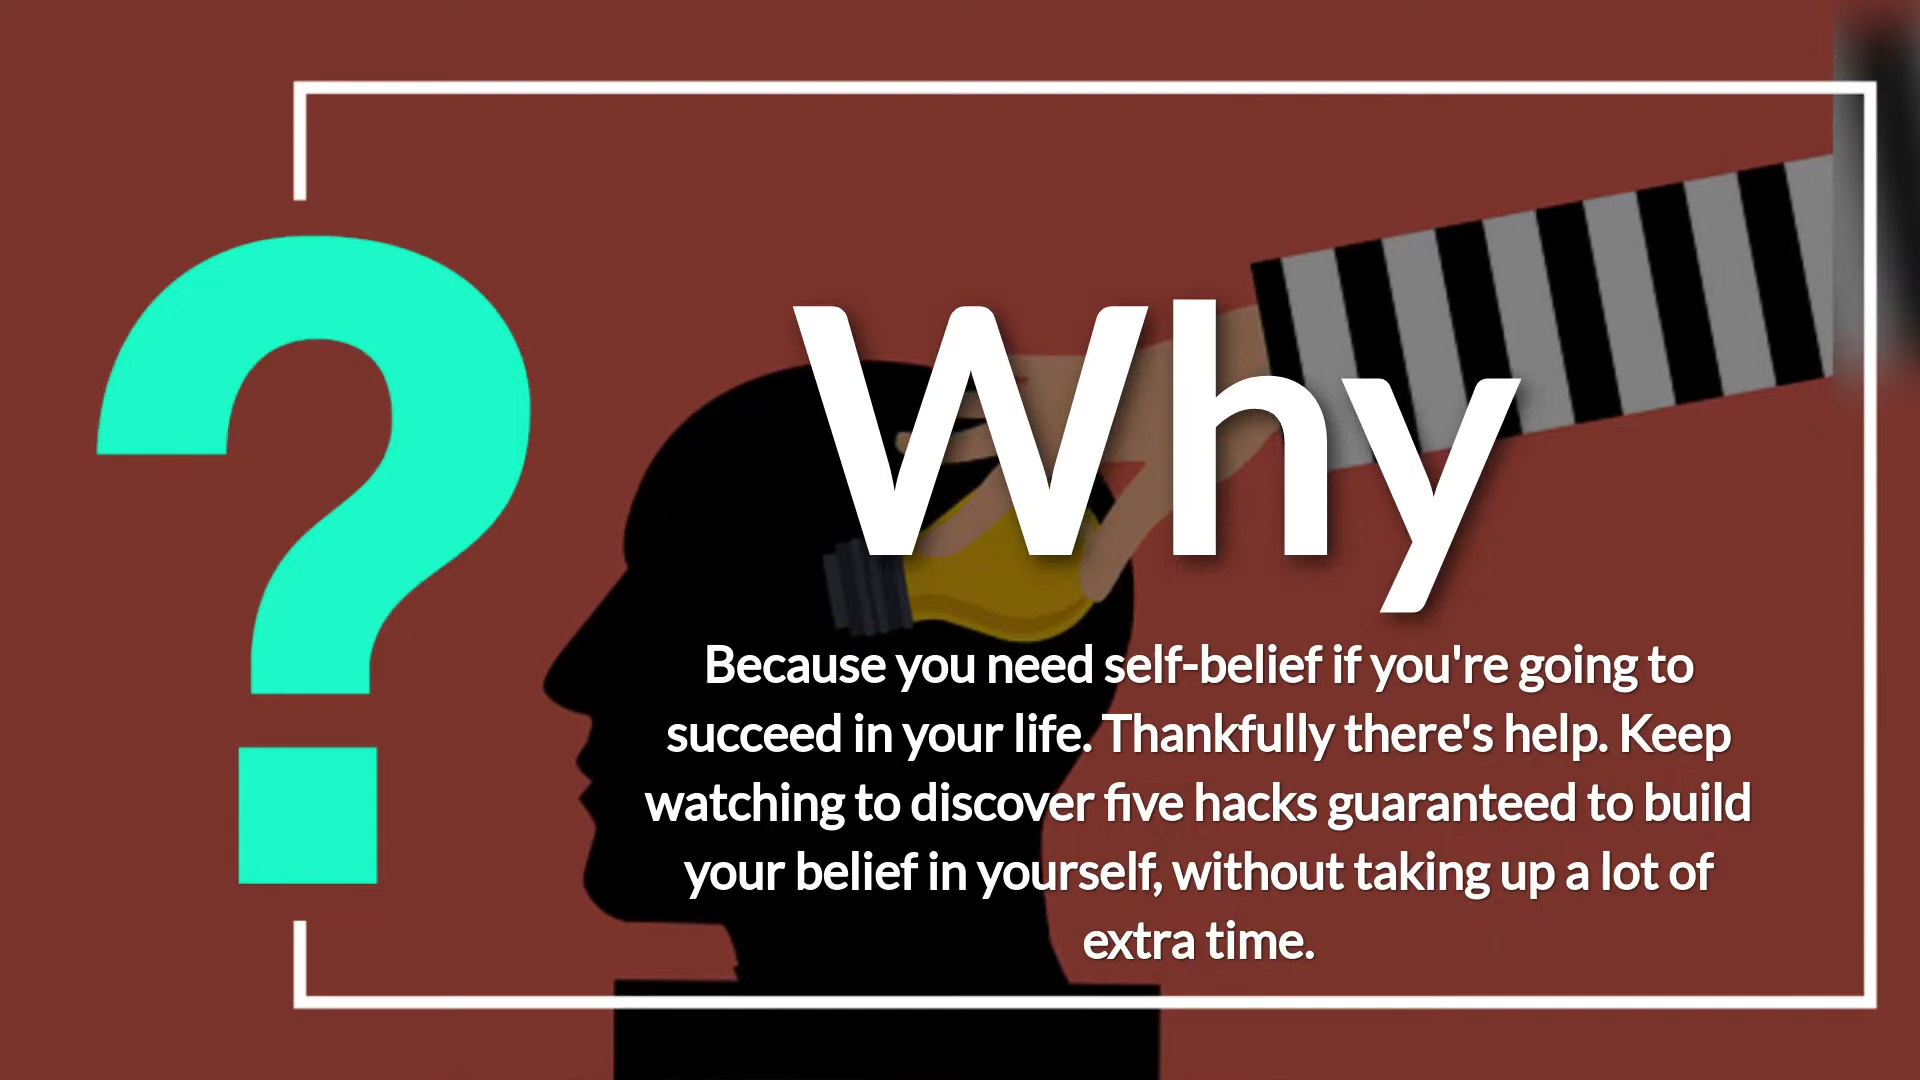 ?
Why
Because you need self-belief if you're going to
succeed in your life. Thankfully there's help. Keep
watching to discover five hacks guaranteed to build
your belief in yourself, without taking up a lot of
extra time.